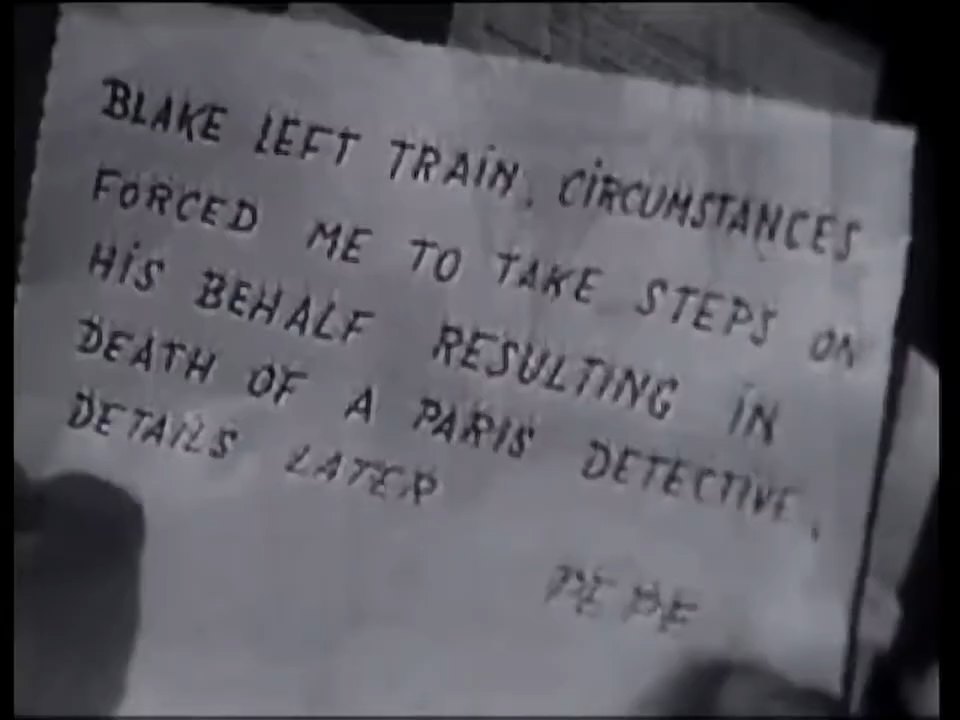 BLAKE LEFT TRAIN, CIRCUMSTANCES
FORCED ME TO TAKE STEPS ON
HIS BEHALF RESULTING IN
DEATH OF A PARIS DETECTIVE,
DETAILS LATER
PEPE